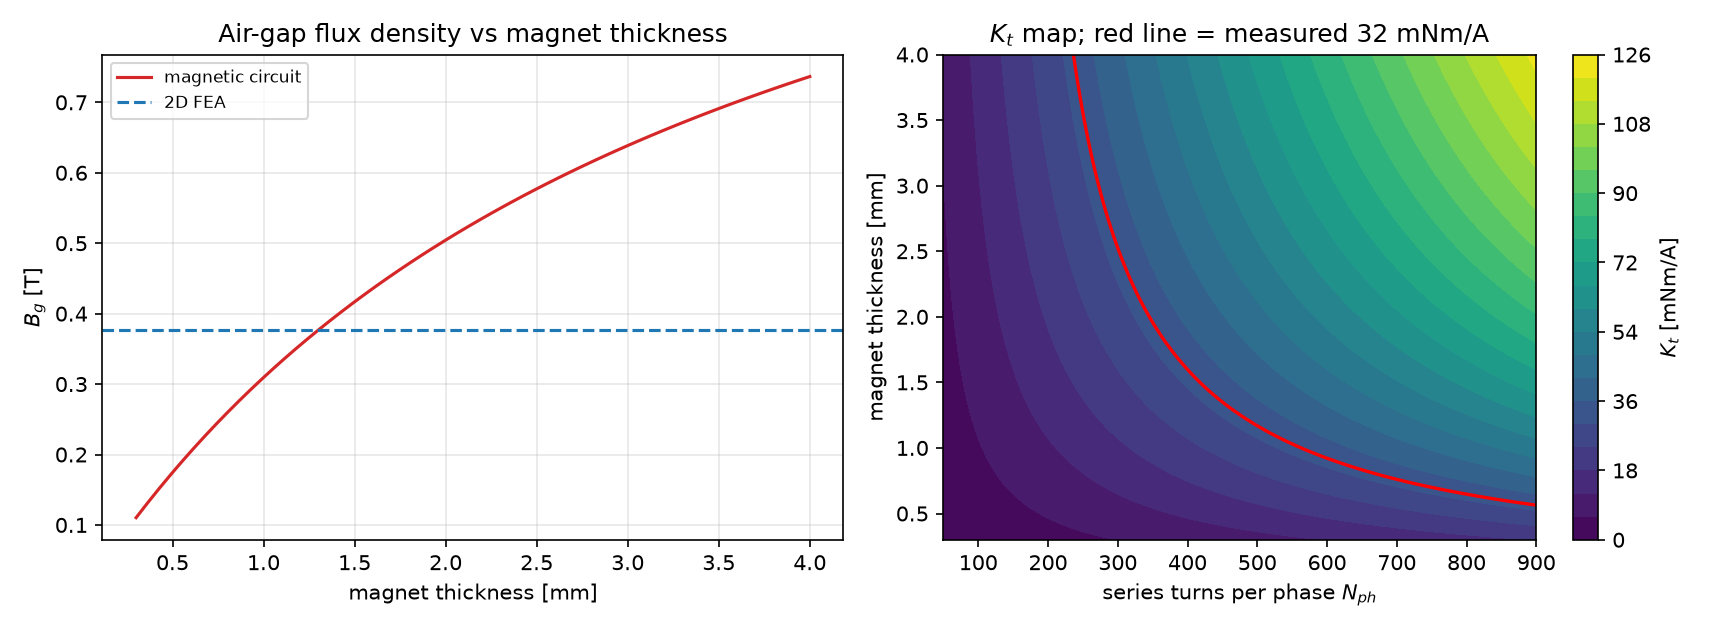 Air-gap flux density vs magnet thickness
magnetic circuit
2D FEA
0.7
0.6
0.5
0.4
0.3
0.2
0.1
B_g [T]
0.5 1.0 1.5 2.0 2.5 3.0 3.5 4.0
magnet thickness [mm]
K_t map; red line = measured 32 mNm/A
4.0
3.5
3.0
2.5
2.0
1.5
1.0
0.5
magnet thickness [mm]
100 200 300 400 500 600 700 800 900
series turns per phase N_ph
126
108
90
72
54
36
18
0
K_t [mNm/A]